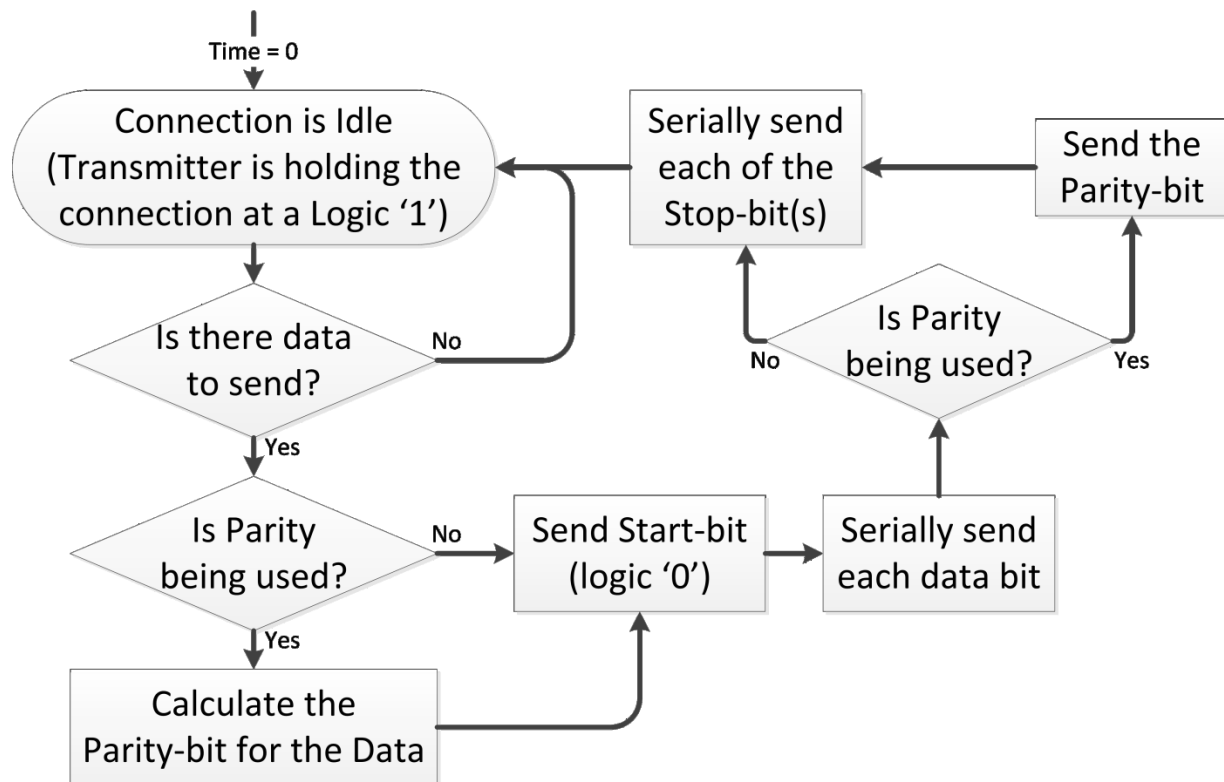 Time = 0
Connection is Idle
(Transmitter is holding the
connection at a Logic ‘1’)
Is there data
to send?
No
Yes
Is Parity
being used?
No
Yes
Calculate the
Parity-bit for the Data
Send Start-bit
(logic ‘0’)
Serially send
each data bit
Is Parity
being used?
No
Yes
Send the
Parity-bit
Serially send
each of the
Stop-bit(s)